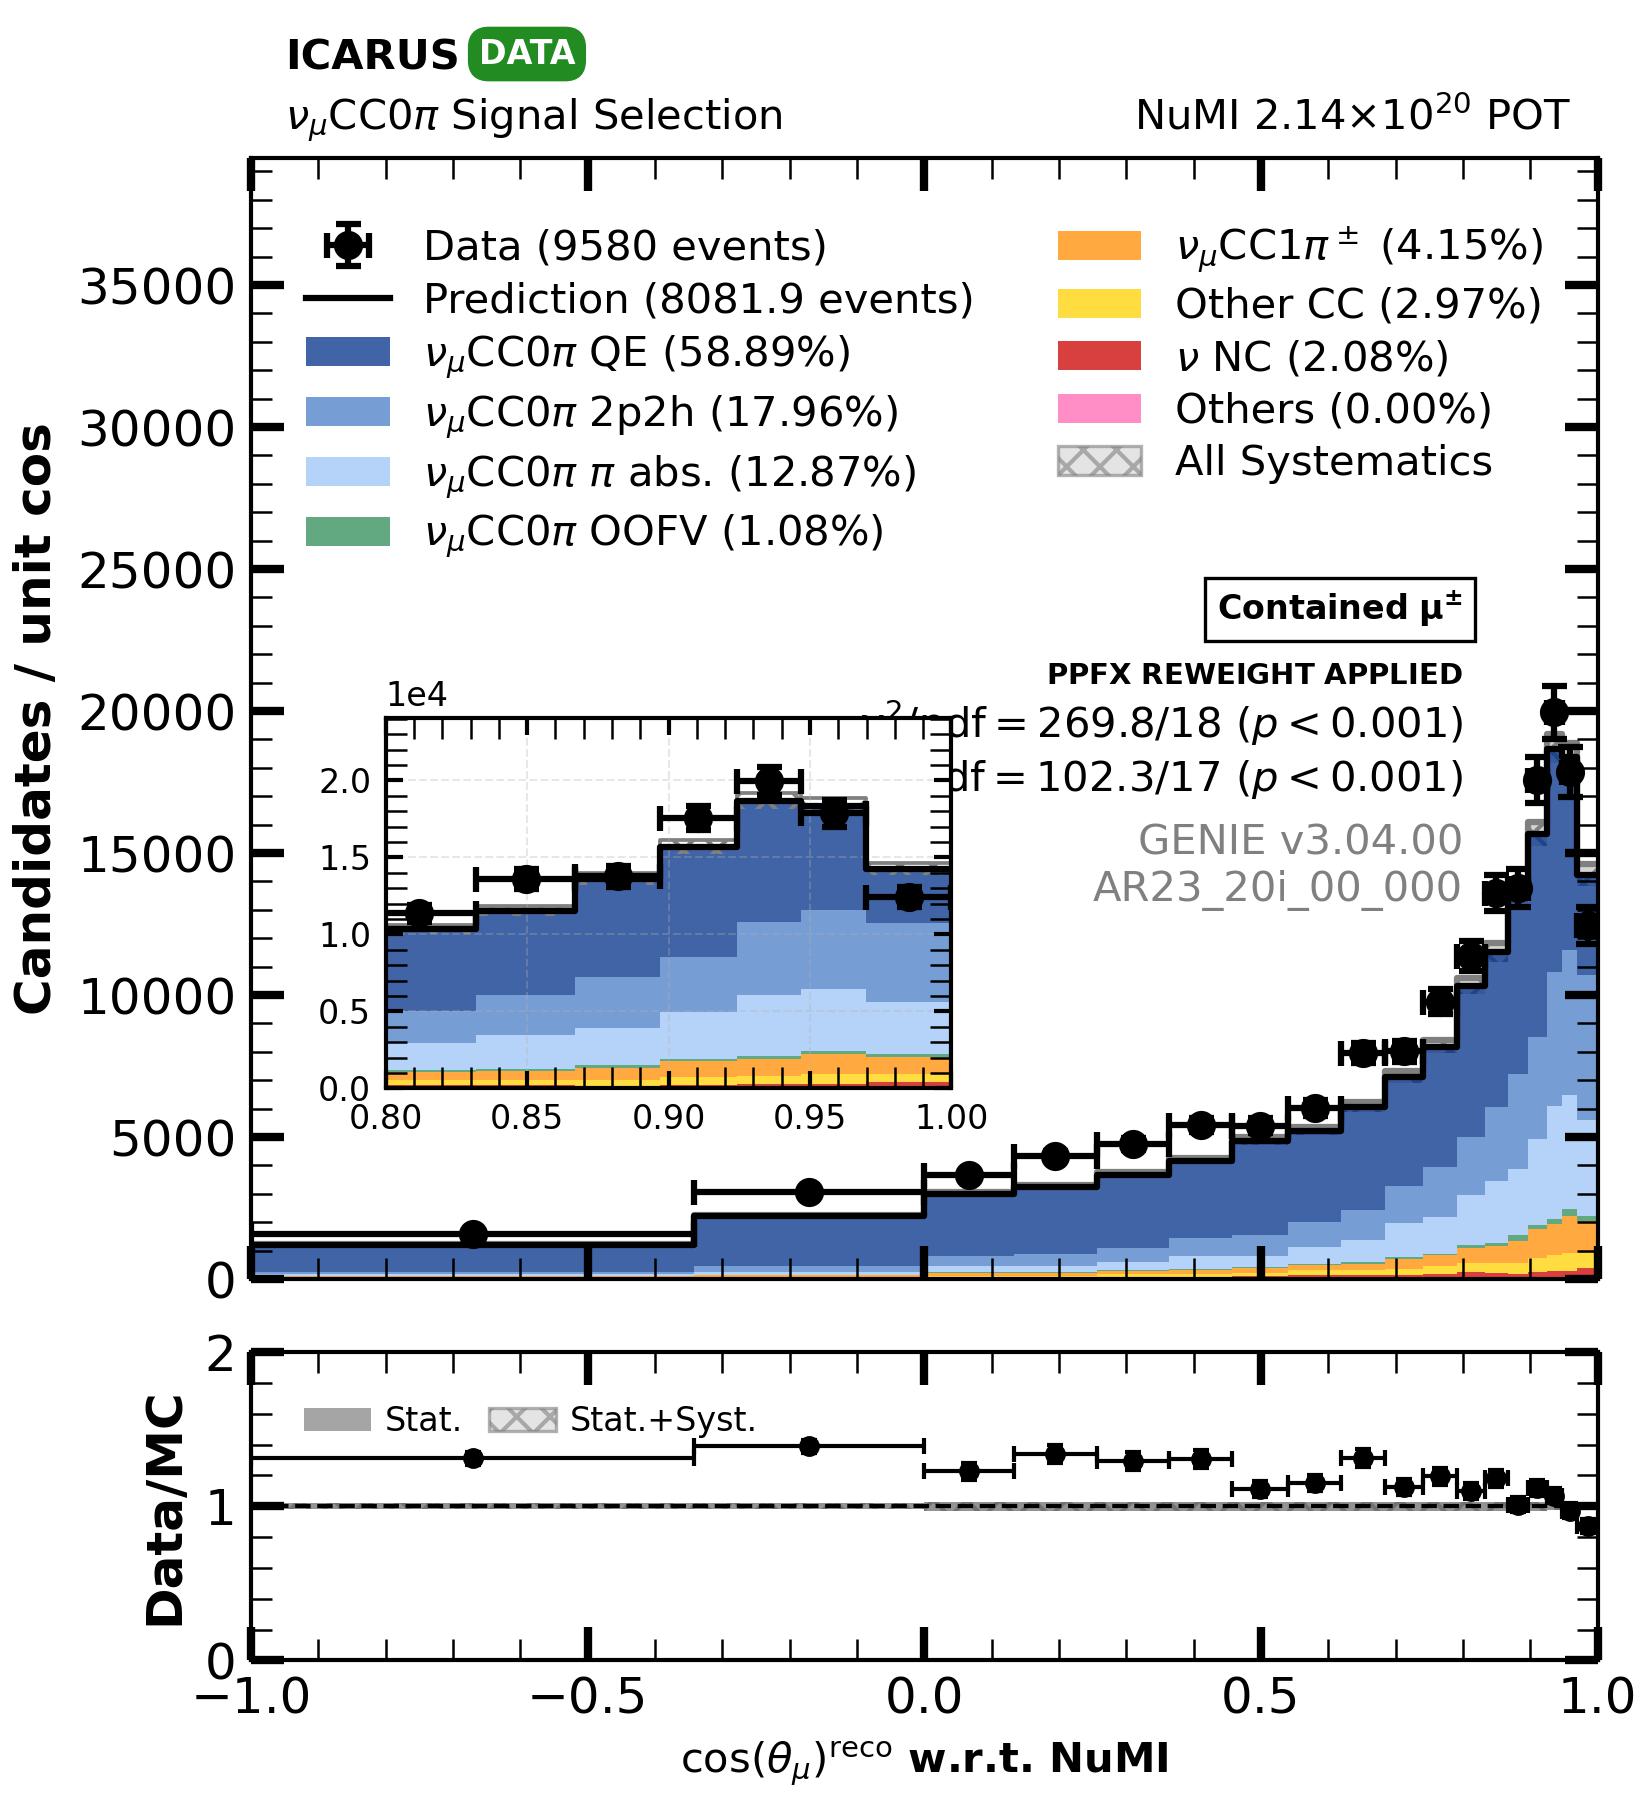 ICARUS DATA
νμCC0π Signal Selection
NuMI 2.14×10²⁰ POT
Data (9580 events)
Prediction (8081.9 events)
νμCC0π QE (58.89%)
νμCC0π 2p2h (17.96%)
νμCC0π π abs. (12.87%)
νμCC0π OOFV (1.08%)
νμCC1π± (4.15%)
Other CC (2.97%)
ν NC (2.08%)
Others (0.00%)
All Systematics
Contained μ±
PPFX REWEIGHT APPLIED
= 269.8/18 (p < 0.001)
= 102.3/17 (p < 0.001)
GENIE v3.04.00
AR23_20i_00_000
Candidates / unit cos
35000
30000
25000
20000
15000
10000
5000
0
1e4
2.0
1.5
1.0
0.5
0.0
0.80 0.85 0.90 0.95 1.00
Data/MC
2
1
0
Stat. Stat.+Syst.
−1.0 −0.5 0.0 0.5 1.0
cos(θμ)reco w.r.t. NuMI